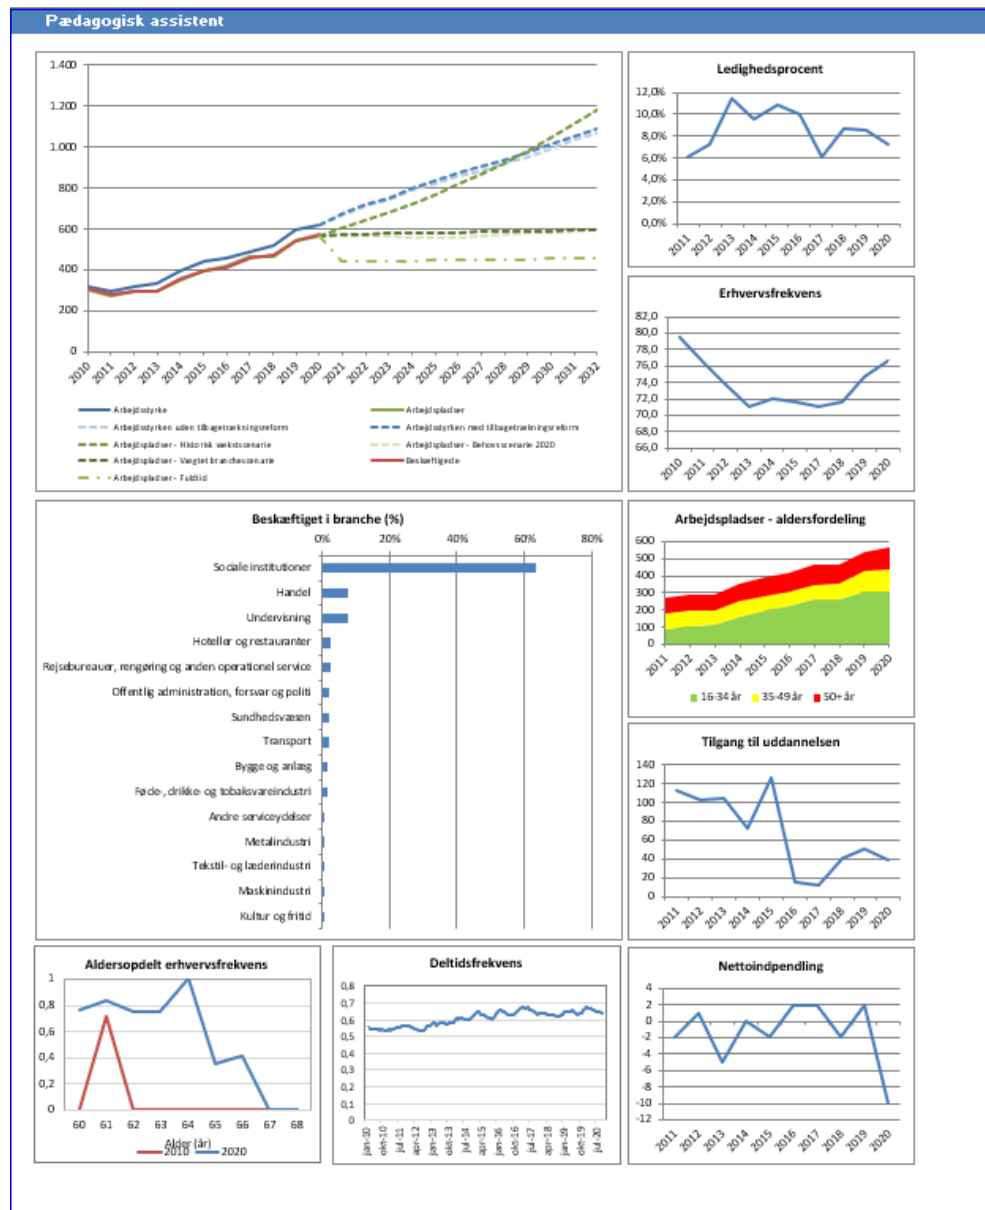 Pædagogisk assistent
1.400
1.200
1.000
800
600
400
200
0
2010 2011 2012 2013 2014 2015 2016 2017 2018 2019 2020 2021 2022 2023 2024 2025 2026 2027 2028 2029 2030 2031 2032
Arbejdsstyrke Arbejdspladser
Arbejdsstyrken uden tilbagetrækningsreform Arbejdsstyrken med tilbagetrækningsreform
Arbejdspladser - Historisk vækstscenarie Arbejdspladser - Behovsscenarie 2020
Arbejdspladser - Vægtet branchescenarie Beskæftigede
Arbejdspladser - Fuldtid
Ledighedsprocent
12,0%
10,0%
8,0%
6,0%
4,0%
2,0%
0,0%
2011 2012 2013 2014 2015 2016 2017 2018 2019 2020
Erhvervsfrekvens
82,0
80,0
78,0
76,0
74,0
72,0
70,0
68,0
66,0
2010 2011 2012 2013 2014 2015 2016 2017 2018 2019 2020
Beskæftiget i branche (%)
0% 20% 40% 60% 80%
Sociale institutioner
Handel
Undervisning
Hoteller og restauranter
Rejsebureauer, rengøring og anden operationel service
Offentlig administration, forsvar og politi
Sundhedsvæsen
Transport
Bygge og anlæg
Føde-, drikke- og tobaksvareindustri
Andre serviceydelser
Metalindustri
Tekstil- og læderindustri
Maskinindustri
Kultur og fritid
Arbejdspladser - aldersfordeling
600
500
400
300
200
100
0
2011 2012 2013 2014 2015 2016 2017 2018 2019 2020
16-34 år 35-49 år 50+ år
Tilgang til uddannelsen
140
120
100
80
60
40
20
0
2011 2012 2013 2014 2015 2016 2017 2018 2019 2020
Aldersopdelt erhvervsfrekvens
1
0,8
0,6
0,4
0,2
0
60 61 62 63 64 65 66 67 68
Alder (år)
2010 2020
Deltidsfrekvens
0,8
0,7
0,6
0,5
0,4
0,3
0,2
0,1
0
jan-10 okt-10 jul-11 apr-12 jan-13 okt-13 jul-14 apr-15 jan-16 okt-16 jul-17 apr-18 jan-19 okt-19 jul-20
Nettoindpendling
4
2
0
-2
-4
-6
-8
-10
-12
2011 2012 2013 2014 2015 2016 2017 2018 2019 2020